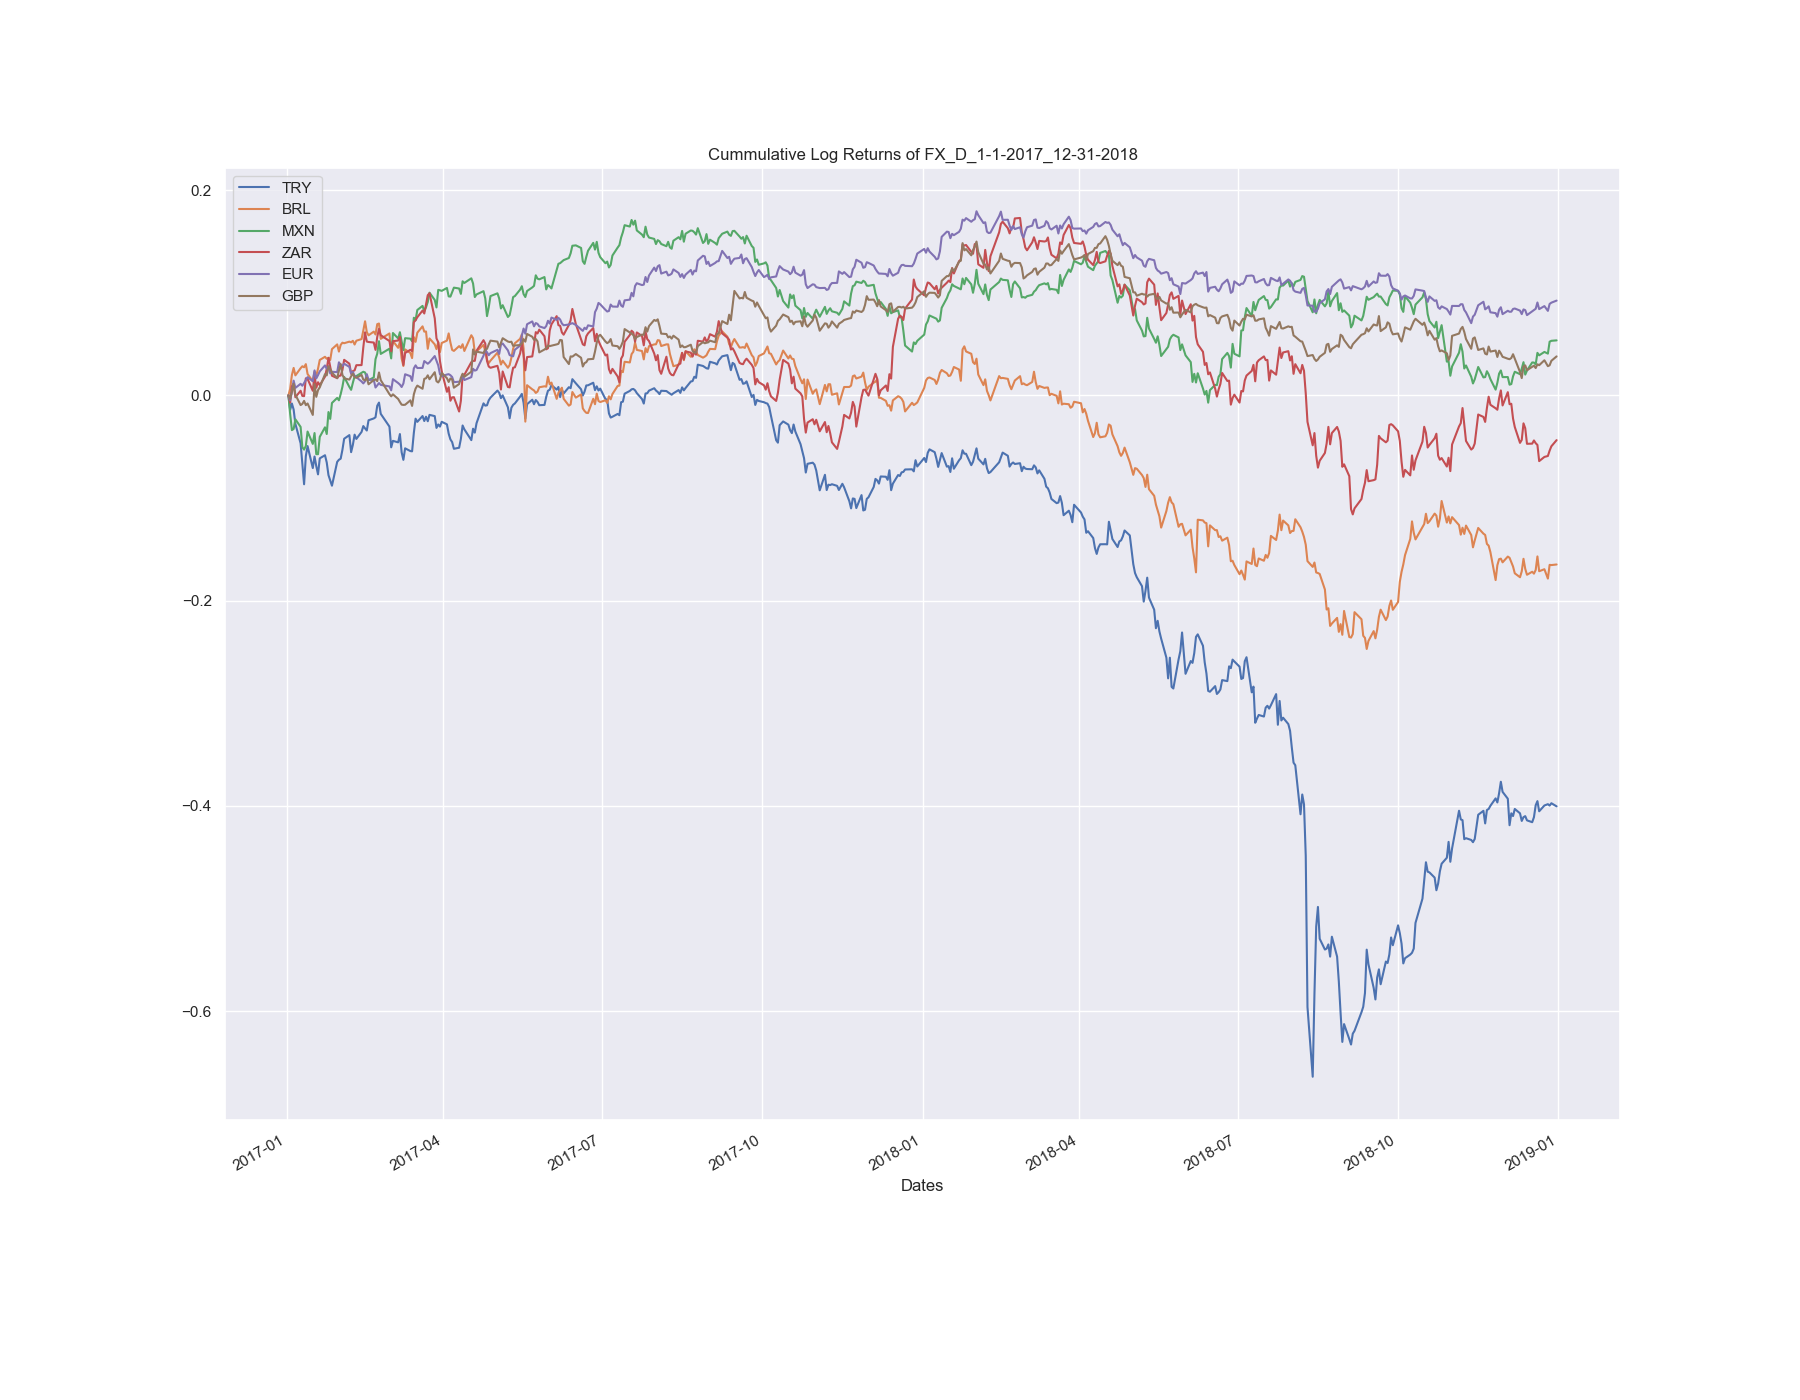 Cummulative Log Returns of FX_D_1-1-2017_12-31-2018
TRY
BRL
MXN
ZAR
EUR
GBP
0.2
0.0
−0.2
−0.4
−0.6
2017-01
2017-04
2017-07
2017-10
2018-01
2018-04
2018-07
2018-10
2019-01
Dates